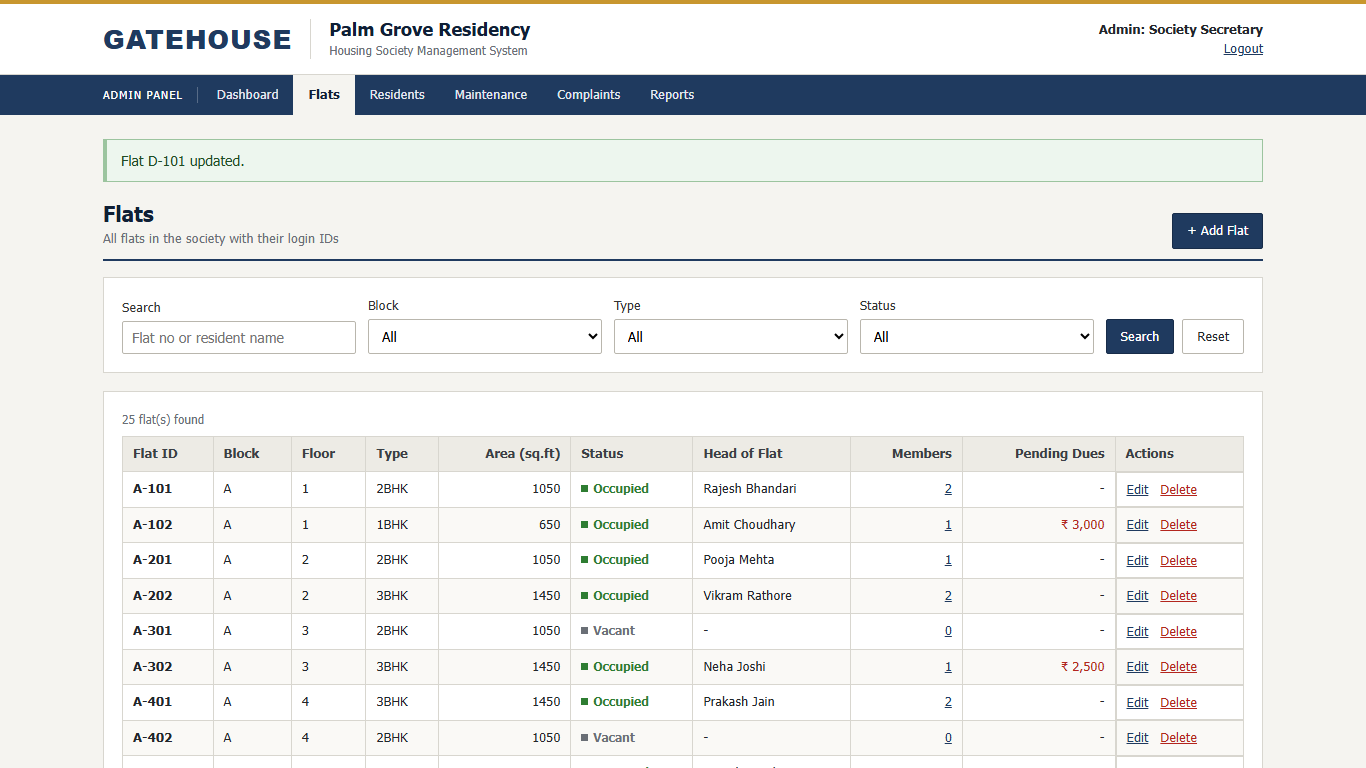 GATEHOUSE
Palm Grove Residency
Housing Society Management System
Admin: Society Secretary
Logout
ADMIN PANEL Dashboard Flats Residents Maintenance Complaints Reports
Flat D-101 updated.
Flats
All flats in the society with their login IDs
+ Add Flat
Search Block Type Status
Flat no or resident name All All All Search Reset
25 flat(s) found
Flat ID Block Floor Type Area (sq.ft) Status Head of Flat Members Pending Dues Actions
A-101 A 1 2BHK 1050 Occupied Rajesh Bhandari 2 - Edit Delete
A-102 A 1 1BHK 650 Occupied Amit Choudhary 1 ₹ 3,000 Edit Delete
A-201 A 2 2BHK 1050 Occupied Pooja Mehta 1 - Edit Delete
A-202 A 2 3BHK 1450 Occupied Vikram Rathore 2 - Edit Delete
A-301 A 3 2BHK 1050 Vacant - 0 - Edit Delete
A-302 A 3 3BHK 1450 Occupied Neha Joshi 1 ₹ 2,500 Edit Delete
A-401 A 4 3BHK 1450 Occupied Prakash Jain 2 - Edit Delete
A-402 A 4 2BHK 1050 Vacant - 0 - Edit Delete